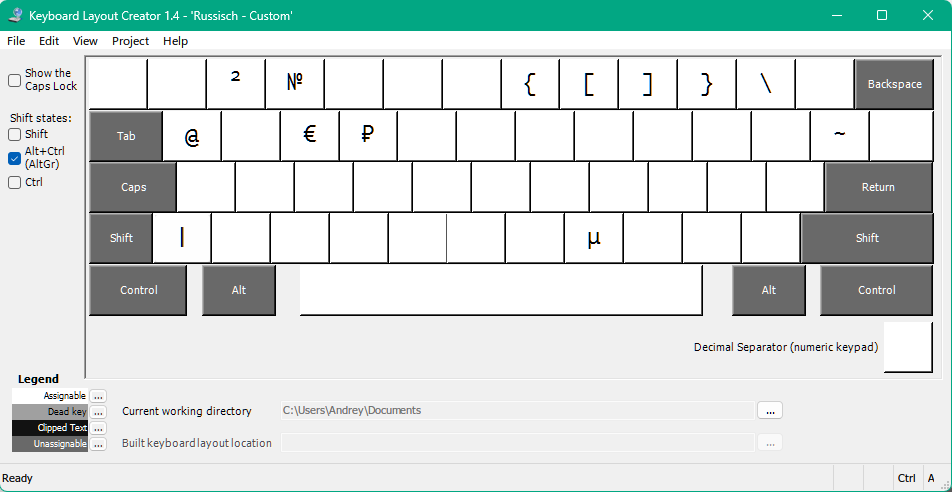 Keyboard Layout Creator 1.4 - 'Russisch - Custom'
File Edit View Project Help
Show the
Caps Lock
² № { [ ] } \ Backspace
Shift states:
Shift
Alt+Ctrl
(AltGr)
Ctrl
Tab @ € ₽ ~
Caps Return
Shift | µ Shift
Control Alt Alt Control
Decimal Separator (numeric keypad)
Legend
Assignable ...
Dead key ...
Clipped Text ...
Unassignable ...
Current working directory C:\Users\Andrey\Documents ...
Built keyboard layout location ...
Ready Ctrl A